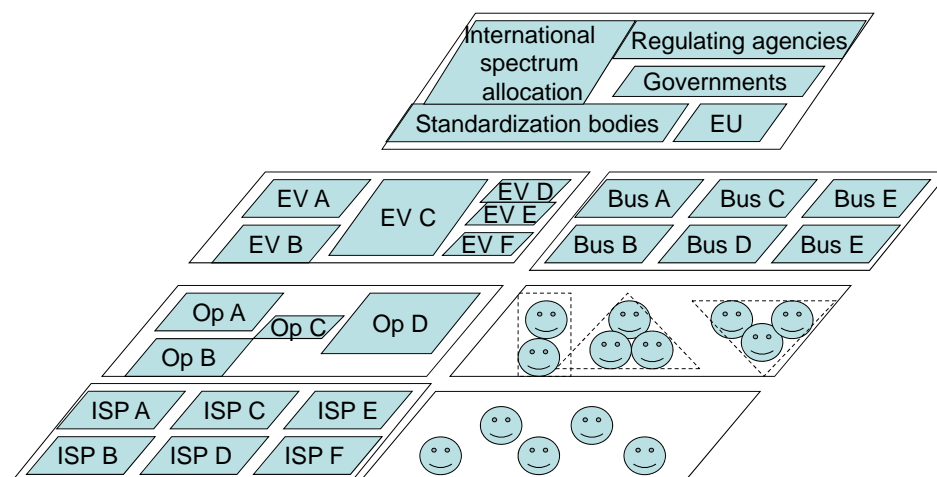 International
spectrum
allocation
Regulating agencies
Governments
Standardization bodies
EU
EV A
EV C
EV D
EV E
EV B
EV F
Bus A
Bus C
Bus E
Bus B
Bus D
Bus E
Op A
Op C
Op D
Op B
ISP A
ISP C
ISP E
ISP B
ISP D
ISP F